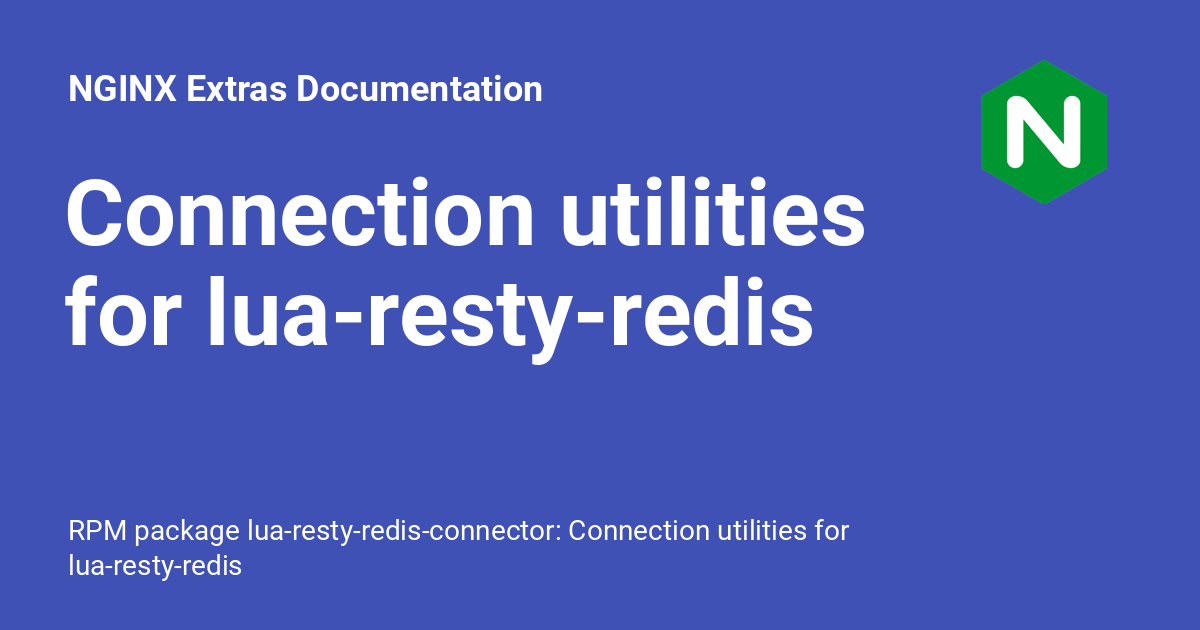 NGINX Extras Documentation
Connection utilities
for lua-resty-redis
RPM package lua-resty-redis-connector: Connection utilities for
lua-resty-redis